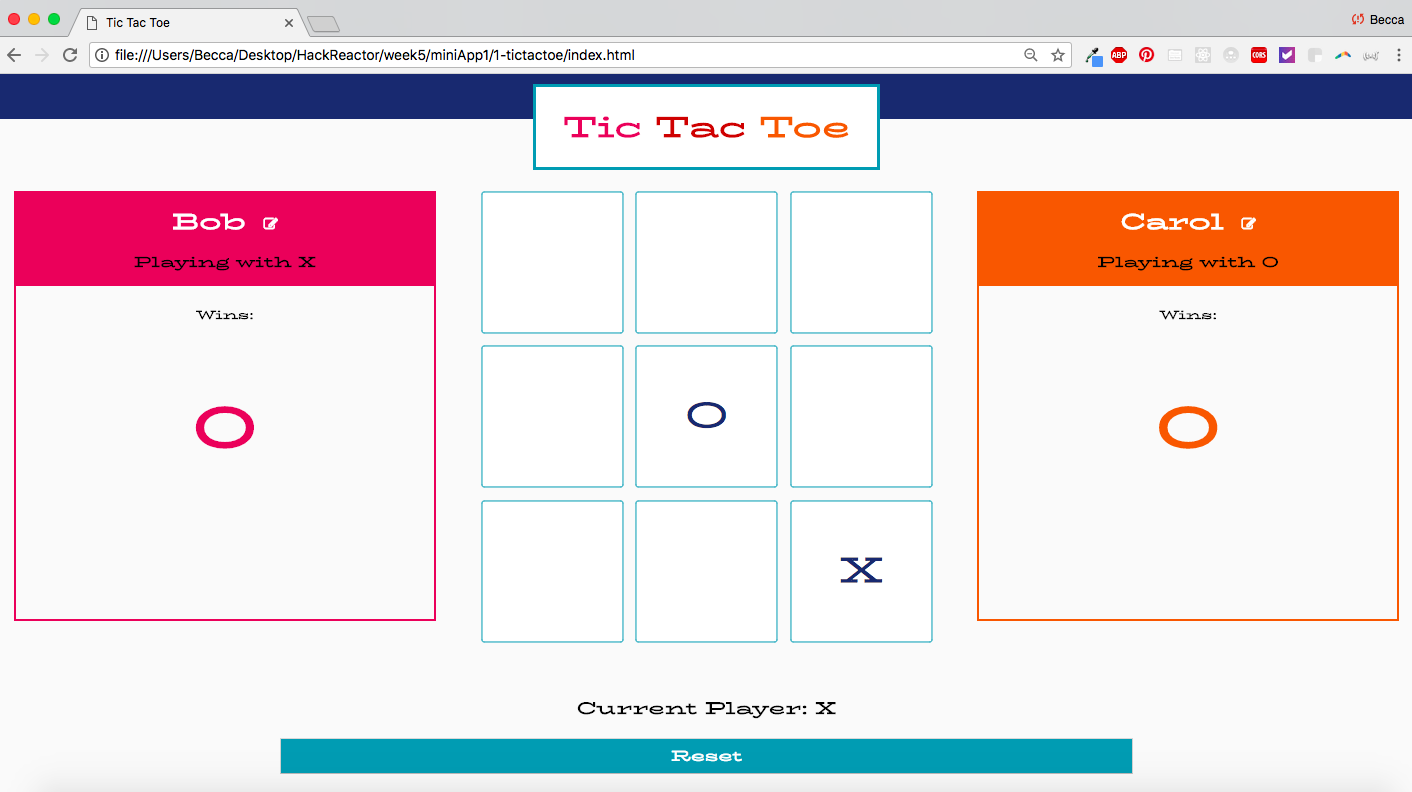 Tic Tac Toe
Becca
file:///Users/Becca/Desktop/HackReactor/week5/miniApp1/1-tictactoe/index.html
ABP
CORS
Tic Tac Toe
Bob
Playing with X
Wins:
0
O
X
Carol
Playing with O
Wins:
0
Current Player: X
Reset